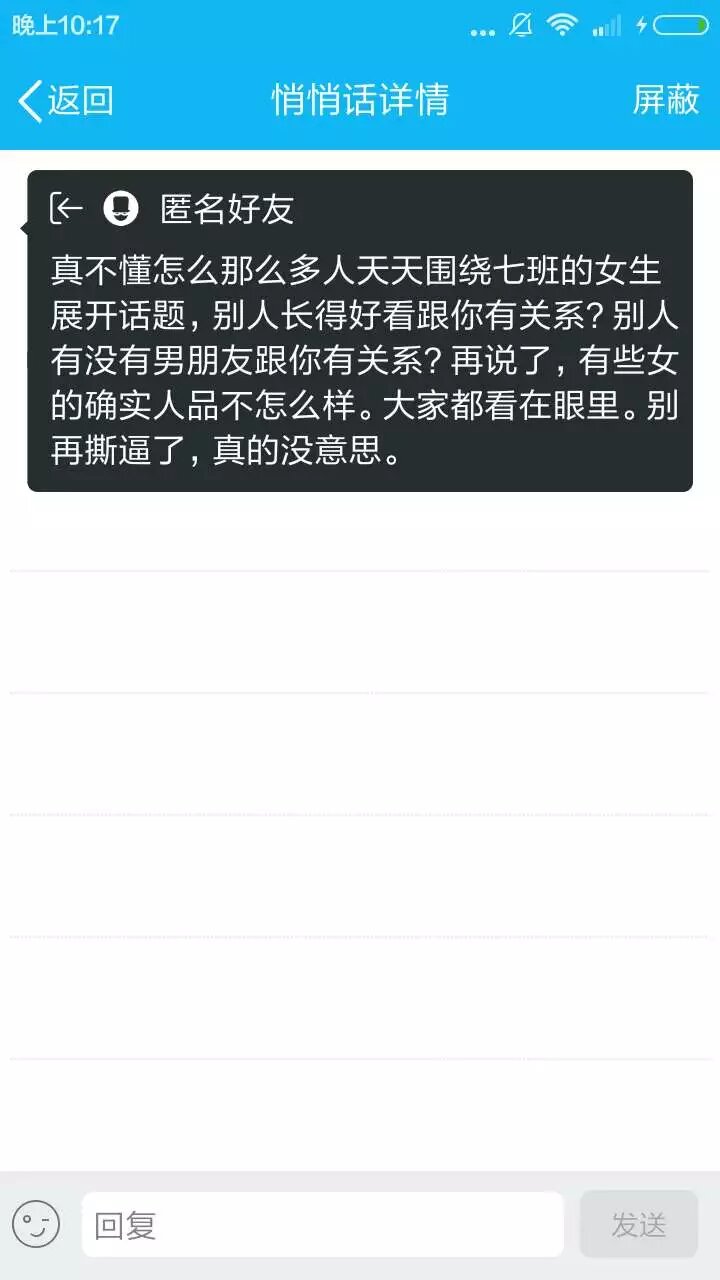 晚上10:17
返回
悄悄话详情
屏蔽
匿名好友
真不懂怎么那么多人天天围绕七班的女生
展开话题，别人长得好看跟你有关系？别人
有没有男朋友跟你有关系？再说了，有些女
的确实人品不怎么样。大家都看在眼里。别
再撕逼了，真的没意思。
回复
发送